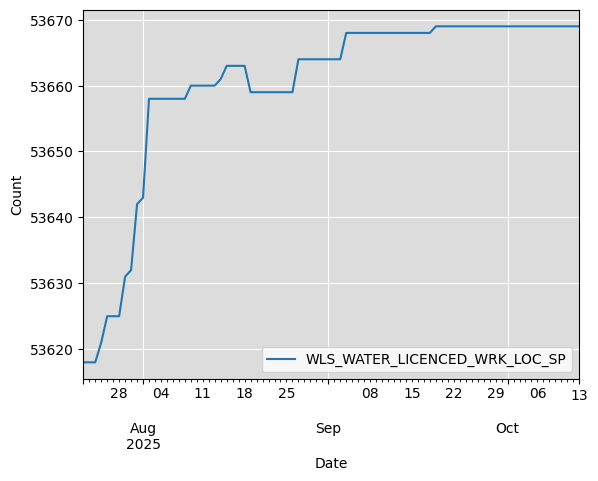 53670
53660
53650
53640
53630
53620
Count
WLS_WATER_LICENCED_WRK_LOC_SP
28 04 11 18 25 08 15 22 29 06 13
Aug Sep Oct
2025
Date